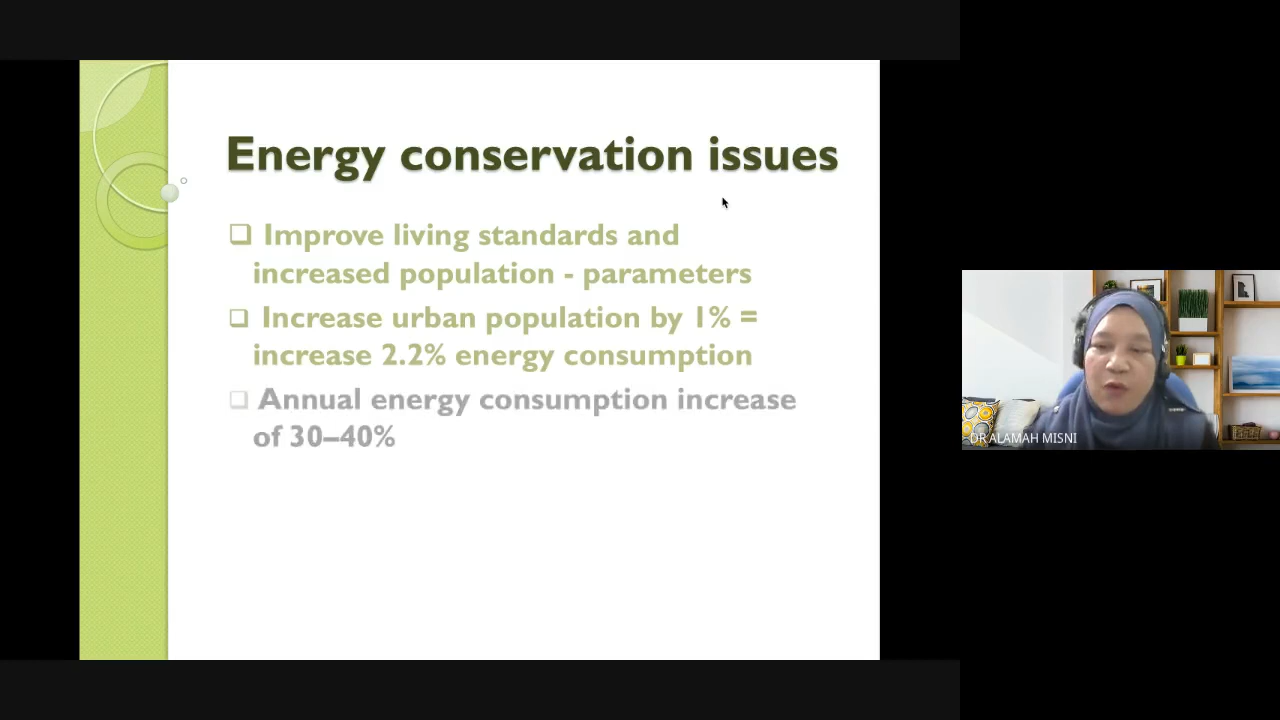 Energy conservation issues
❑ Improve living standards and
increased population - parameters
❑ Increase urban population by 1% =
increase 2.2% energy consumption
❑ Annual energy consumption increase
of 30–40%
DR ALAMAH MISNI